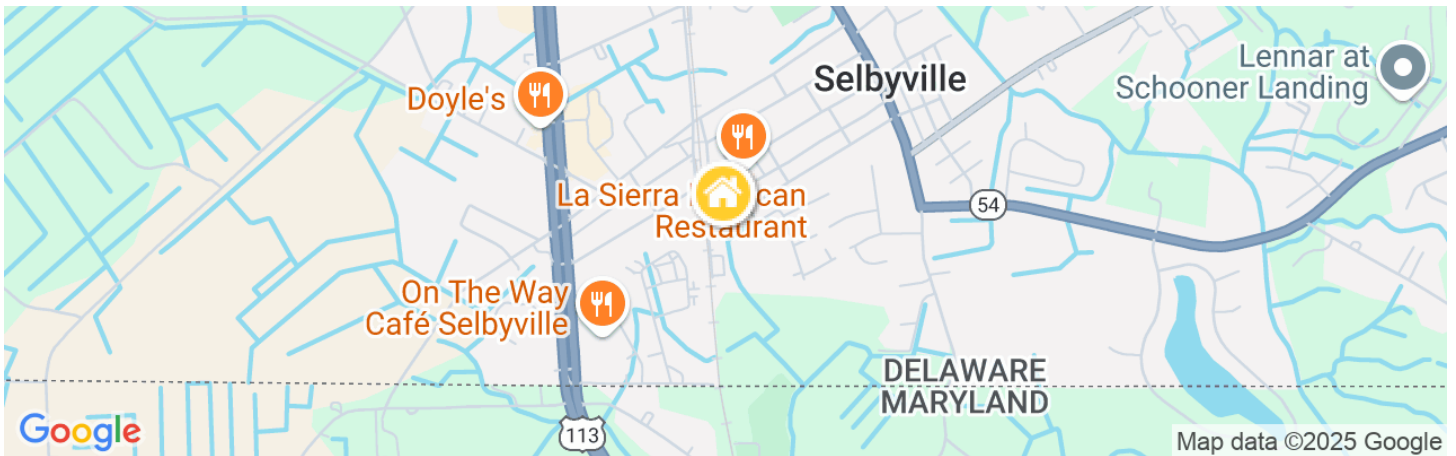 Doyle's
Selbyville
Lennar at
Schooner Landing
La Sierra can
Restaurant
54
On The Way
Café Selbyville
DELAWARE
MARYLAND
113
Google
Map data ©2025 Google